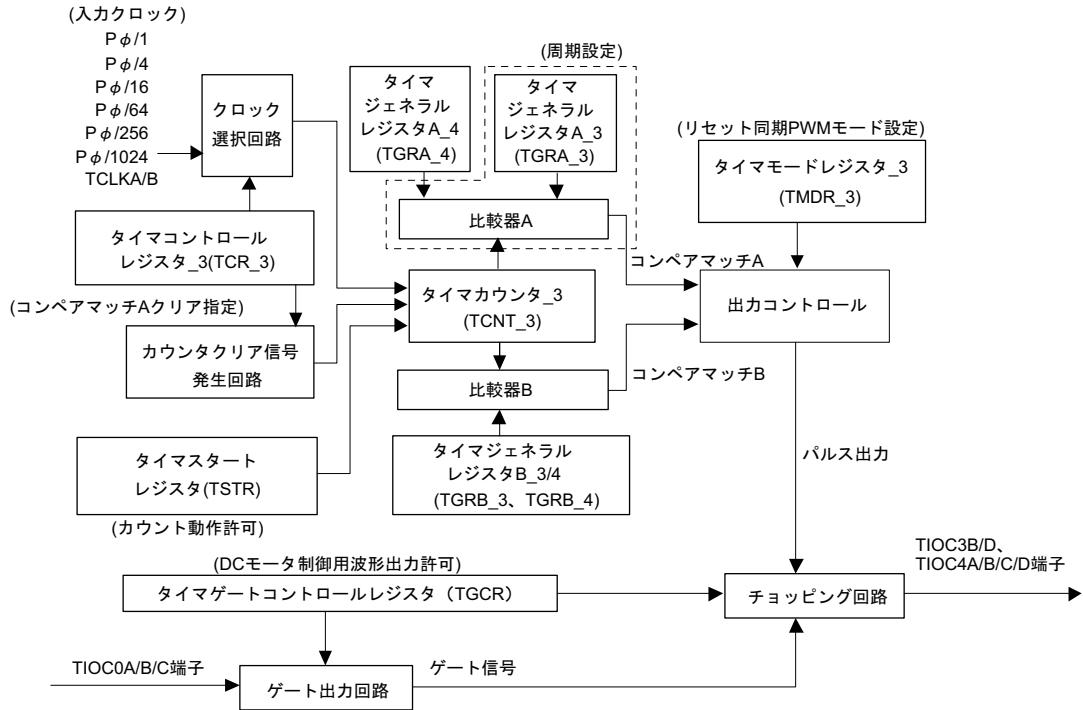 (入力クロック)
Pφ/1
Pφ/4
Pφ/16
Pφ/64
Pφ/256
Pφ/1024
TCLKA/B
クロック
選択回路
タイマ
ジェネラル
レジスタA_4
(TGRA_4)
(周期設定)
タイマ
ジェネラル
レジスタA_3
(TGRA_3)
(リセット同期PWMモード設定)
タイマモードレジスタ_3
(TMDR_3)
比較器A
タイマコントロール
レジスタ_3(TCR_3)
コンペアマッチA
(コンペアマッチAクリア指定)
タイマカウンタ_3
(TCNT_3)
出力コントロール
カウンタクリア信号
発生回路
比較器B
コンペアマッチB
タイマスタート
レジスタ(TSTR)
(カウント動作許可)
タイマジェネラル
レジスタB_3/4
(TGRB_3、TGRB_4)
パルス出力
(DCモータ制御用波形出力許可)
タイマゲートコントロールレジスタ（TGCR）
チョッピング回路
TIOC3B/D、
TIOC4A/B/C/D端子
TIOC0A/B/C端子
ゲート出力回路
ゲート信号